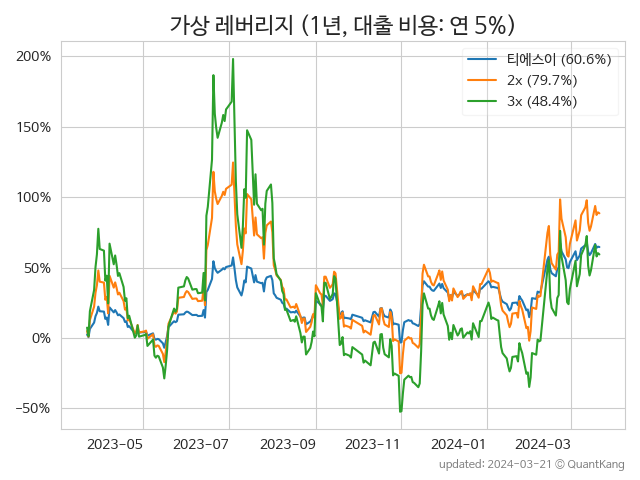 가상 레버리지 (1년, 대출 비용: 연 5%)
200%
150%
100%
50%
0%
−50%
티에스이 (60.6%)
2x (79.7%)
3x (48.4%)
2023-05
2023-07
2023-09
2023-11
2024-01
2024-03
updated: 2024-03-21 © QuantKang